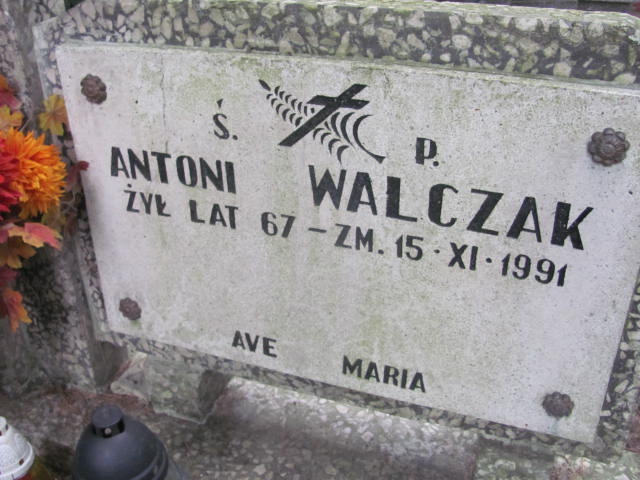 Ś. P.
ANTONI WALCZAK
ŻYŁ LAT 67 - ZM. 15 · XI · 1991
AVE MARIA